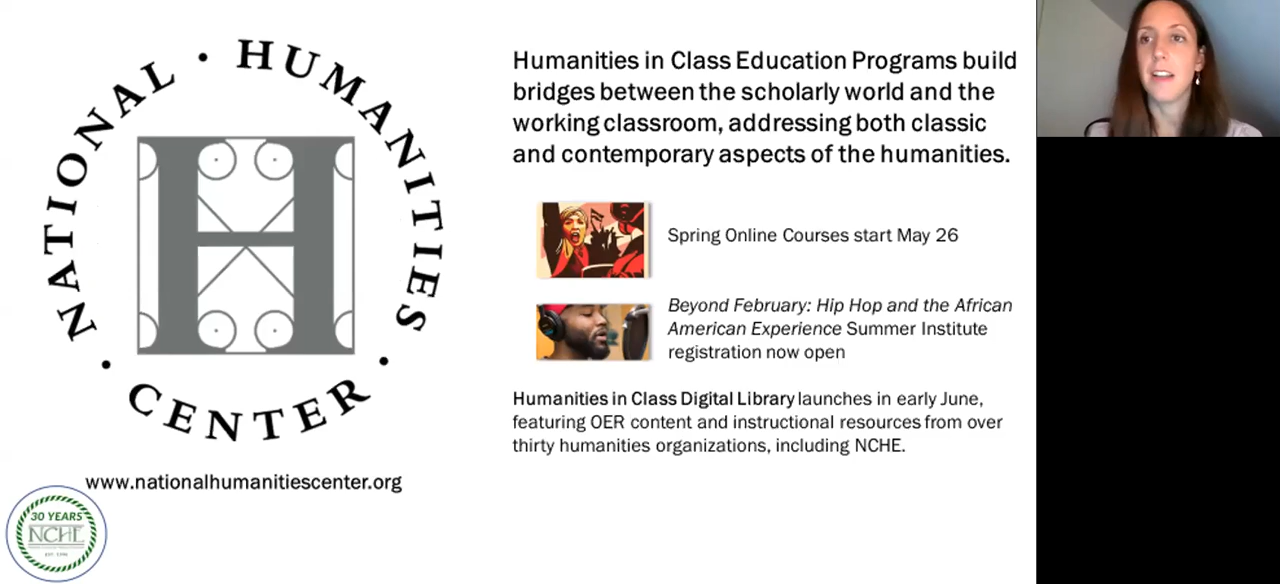 NATIONAL · HUMANITIES · CENTER ·
H
www.nationalhumanitiescenter.org
30 YEARS
NCHE
Humanities in Class Education Programs build
bridges between the scholarly world and the
working classroom, addressing both classic
and contemporary aspects of the humanities.
Spring Online Courses start May 26
Beyond February: Hip Hop and the African
American Experience Summer Institute
registration now open
Humanities in Class Digital Library launches in early June,
featuring OER content and instructional resources from over
thirty humanities organizations, including NCHE.